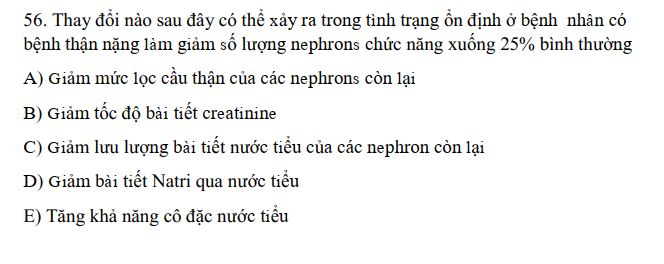 56. Thay đổi nào sau đây có thể xảy ra trong tình trạng ổn định ở bệnh nhân có
bệnh thận nặng làm giảm số lượng nephrons chức năng xuống 25% bình thường
A) Giảm mức lọc cầu thận của các nephrons còn lại
B) Giảm tốc độ bài tiết creatinine
C) Giảm lưu lượng bài tiết nước tiểu của các nephron còn lại
D) Giảm bài tiết Natri qua nước tiểu
E) Tăng khả năng cô đặc nước tiểu